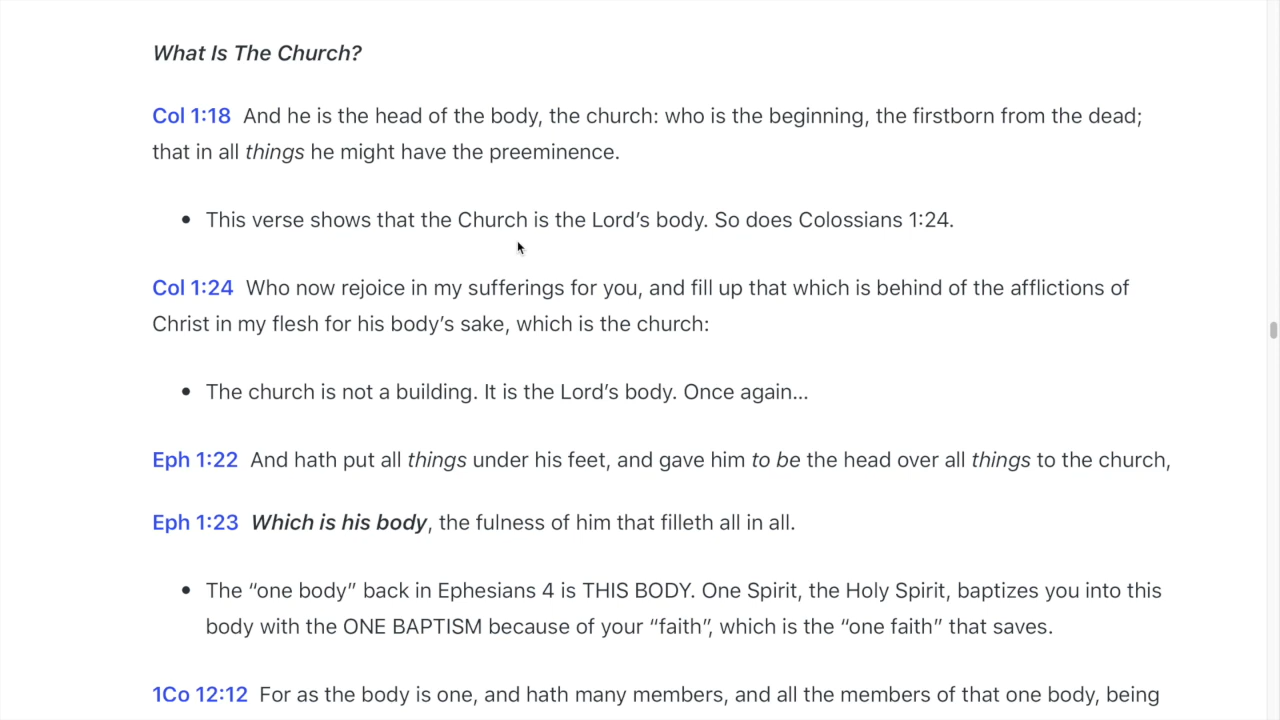 What Is The Church?
Col 1:18 And he is the head of the body, the church: who is the beginning, the firstborn from the dead;
that in all things he might have the preeminence.
• This verse shows that the Church is the Lord’s body. So does Colossians 1:24.
Col 1:24 Who now rejoice in my sufferings for you, and fill up that which is behind of the afflictions of
Christ in my flesh for his body’s sake, which is the church:
• The church is not a building. It is the Lord’s body. Once again…
Eph 1:22 And hath put all things under his feet, and gave him to be the head over all things to the church,
Eph 1:23 Which is his body, the fulness of him that filleth all in all.
• The “one body” back in Ephesians 4 is THIS BODY. One Spirit, the Holy Spirit, baptizes you into this
body with the ONE BAPTISM because of your “faith”, which is the “one faith” that saves.
1Co 12:12 For as the body is one, and hath many members, and all the members of that one body, being